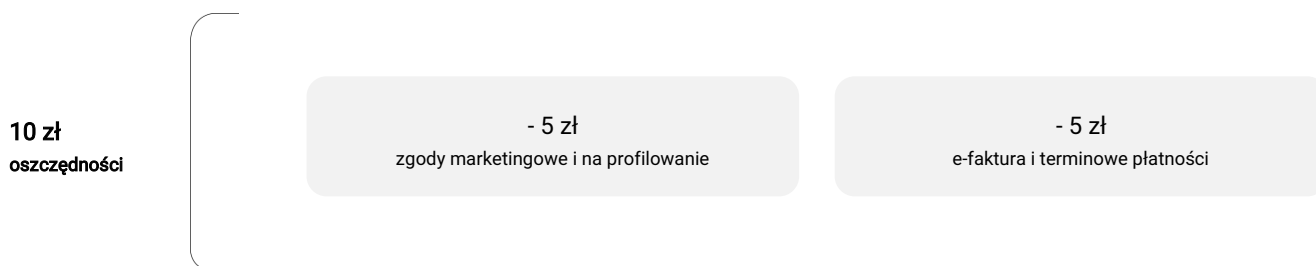 10 zł
oszczędności
- 5 zł
zgody marketingowe i na profilowanie
- 5 zł
e-faktura i terminowe płatności